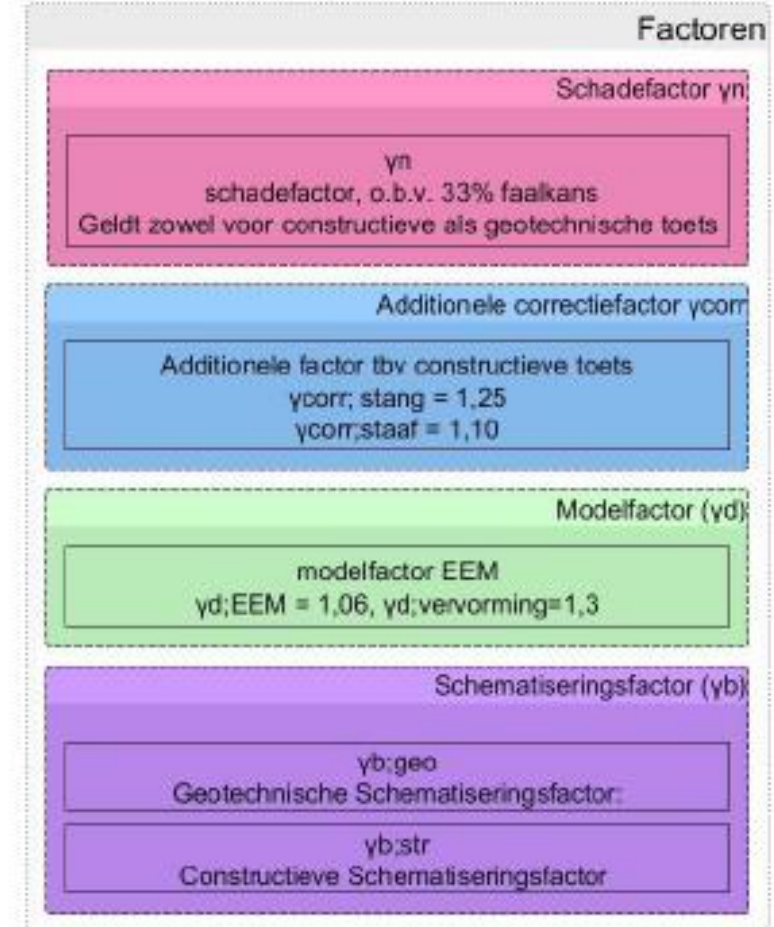 Factoren
Schadefactor γn
γn
schadefactor, o.b.v. 33% faalkans
Geldt zowel voor constructieve als geotechnische toets
Additionele correctiefactor γcorr
Additionele factor tbv constructieve toets
γcorr; stang = 1,25
γcorr;staaf = 1,10
Modelfactor (γd)
modelfactor EEM
γd;EEM = 1,06, γd;vervorming=1,3
Schematiseringsfactor (γb)
γb;geo
Geotechnische Schematiseringsfactor:
γb;str
Constructieve Schematiseringsfactor